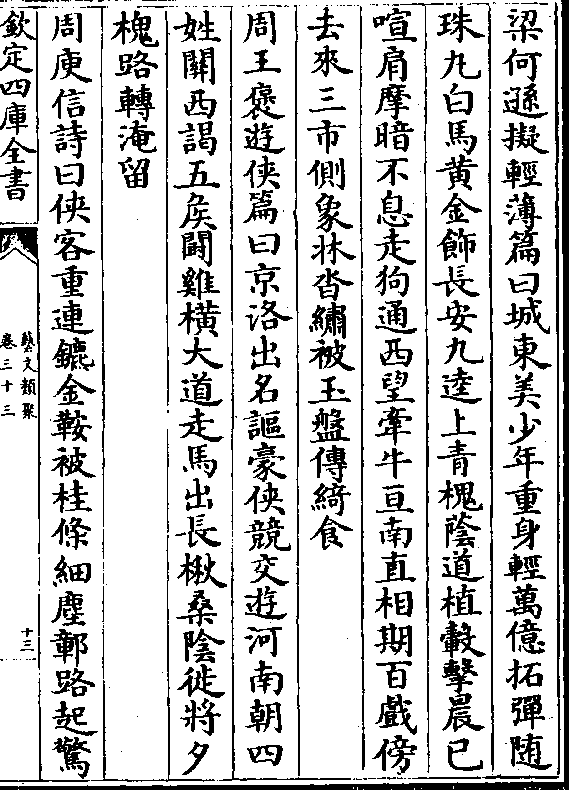 梁何遜擬輕薄篇曰城東美少年重身輕萬億拓彈随
珠九白馬黃金飾長安九逵上青槐蔭道植轂擊晨已
喧肩摩暗不息走狗通西望牽牛亘南直相期百戲傍
去來三市側象牀沓繡被玉盤傳綺食
周王褒遊俠篇曰京洛出名謳豪俠競交遊河南朝四
姓關西謁五侯鬬雞橫大道走馬出長楸桑陰徙將夕
槐路轉淹留
周庾信詩曰俠客重連鑣金鞍被桂條細塵鄣路起驚
欽定四庫全書
藝文類聚
卷三十三
十三